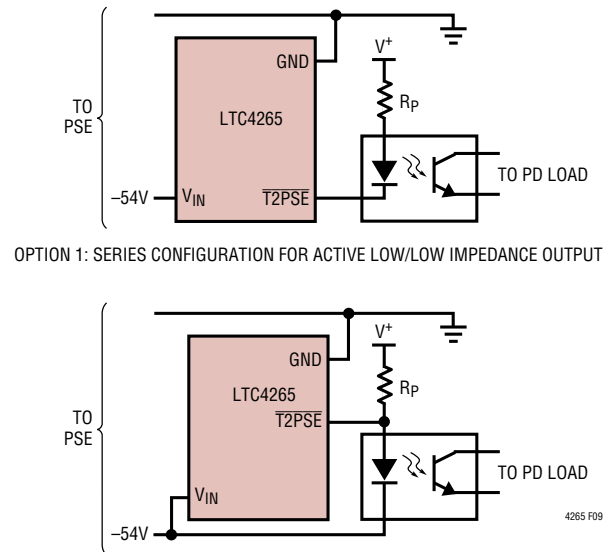 V+
GND
RP
TO
PSE
LTC4265
TO PD LOAD
–54V
VIN
T2PSE
OPTION 1: SERIES CONFIGURATION FOR ACTIVE LOW/LOW IMPEDANCE OUTPUT
V+
GND
RP
LTC4265
TO
PSE
T2PSE
TO PD LOAD
VIN
4265 F09
–54V